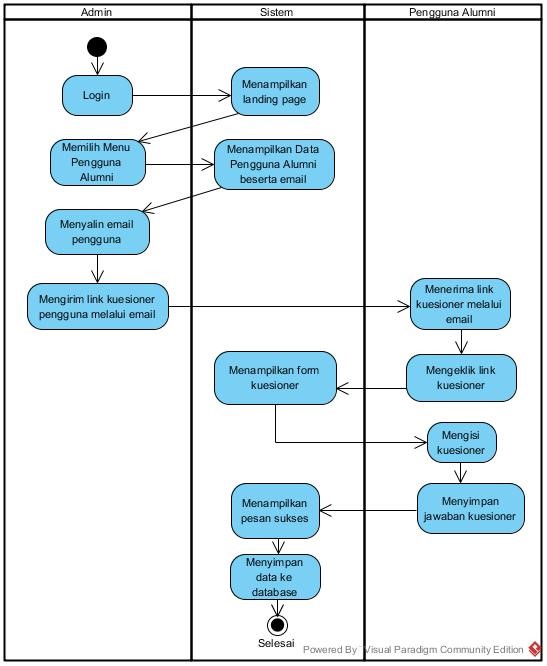 Admin
Sistem
Pengguna Alumni
Login
Menampilkan
landing page
Memilih Menu
Pengguna
Alumni
Menampilkan Data
Pengguna Alumni
beserta email
Menyalin email
pengguna
Mengirim link kuesioner
pengguna melalui email
Menerima link
kuesioner melalui
email
Mengeklik link
kuesioner
Menampilkan form
kuesioner
Mengisi
kuesioner
Menyimpan
jawaban kuesioner
Menampilkan
pesan sukses
Menyimpan
data ke
database
Selesai
Powered By Visual Paradigm Community Edition